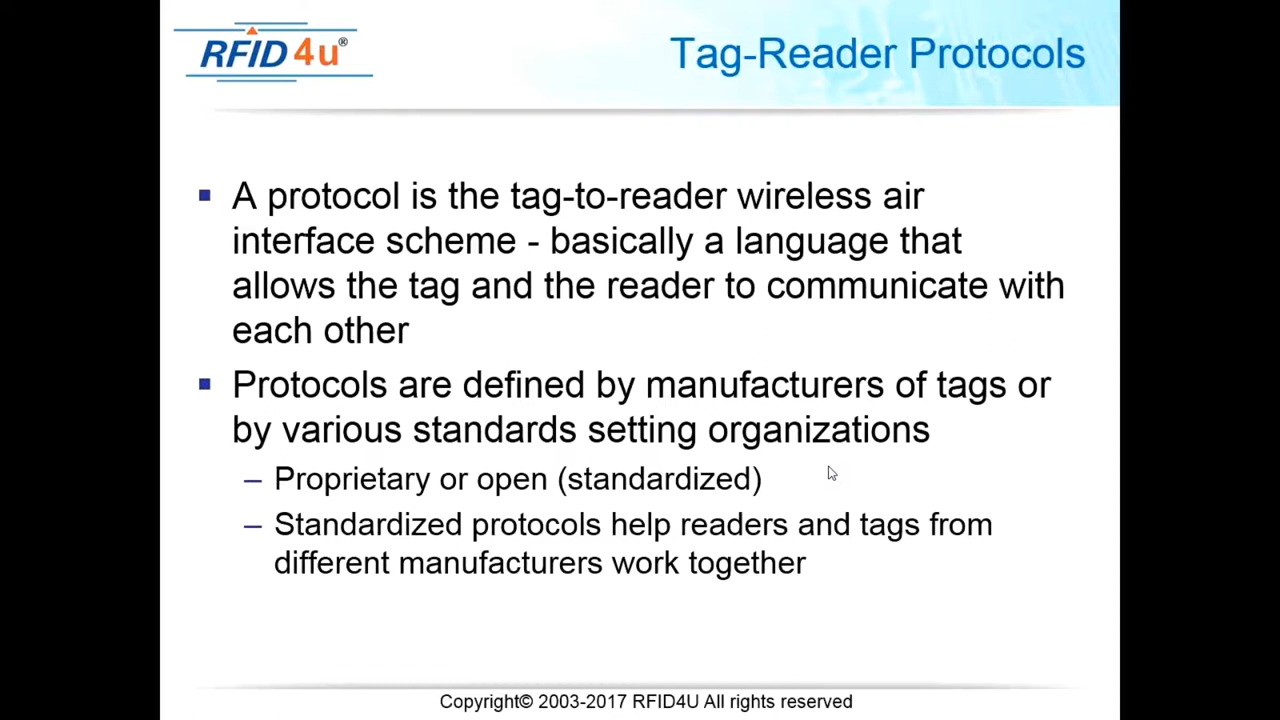 RFID4u®
Tag-Reader Protocols
▪ A protocol is the tag-to-reader wireless air
interface scheme - basically a language that
allows the tag and the reader to communicate with
each other
▪ Protocols are defined by manufacturers of tags or
by various standards setting organizations
– Proprietary or open (standardized)
– Standardized protocols help readers and tags from
different manufacturers work together
Copyright© 2003-2017 RFID4U All rights reserved